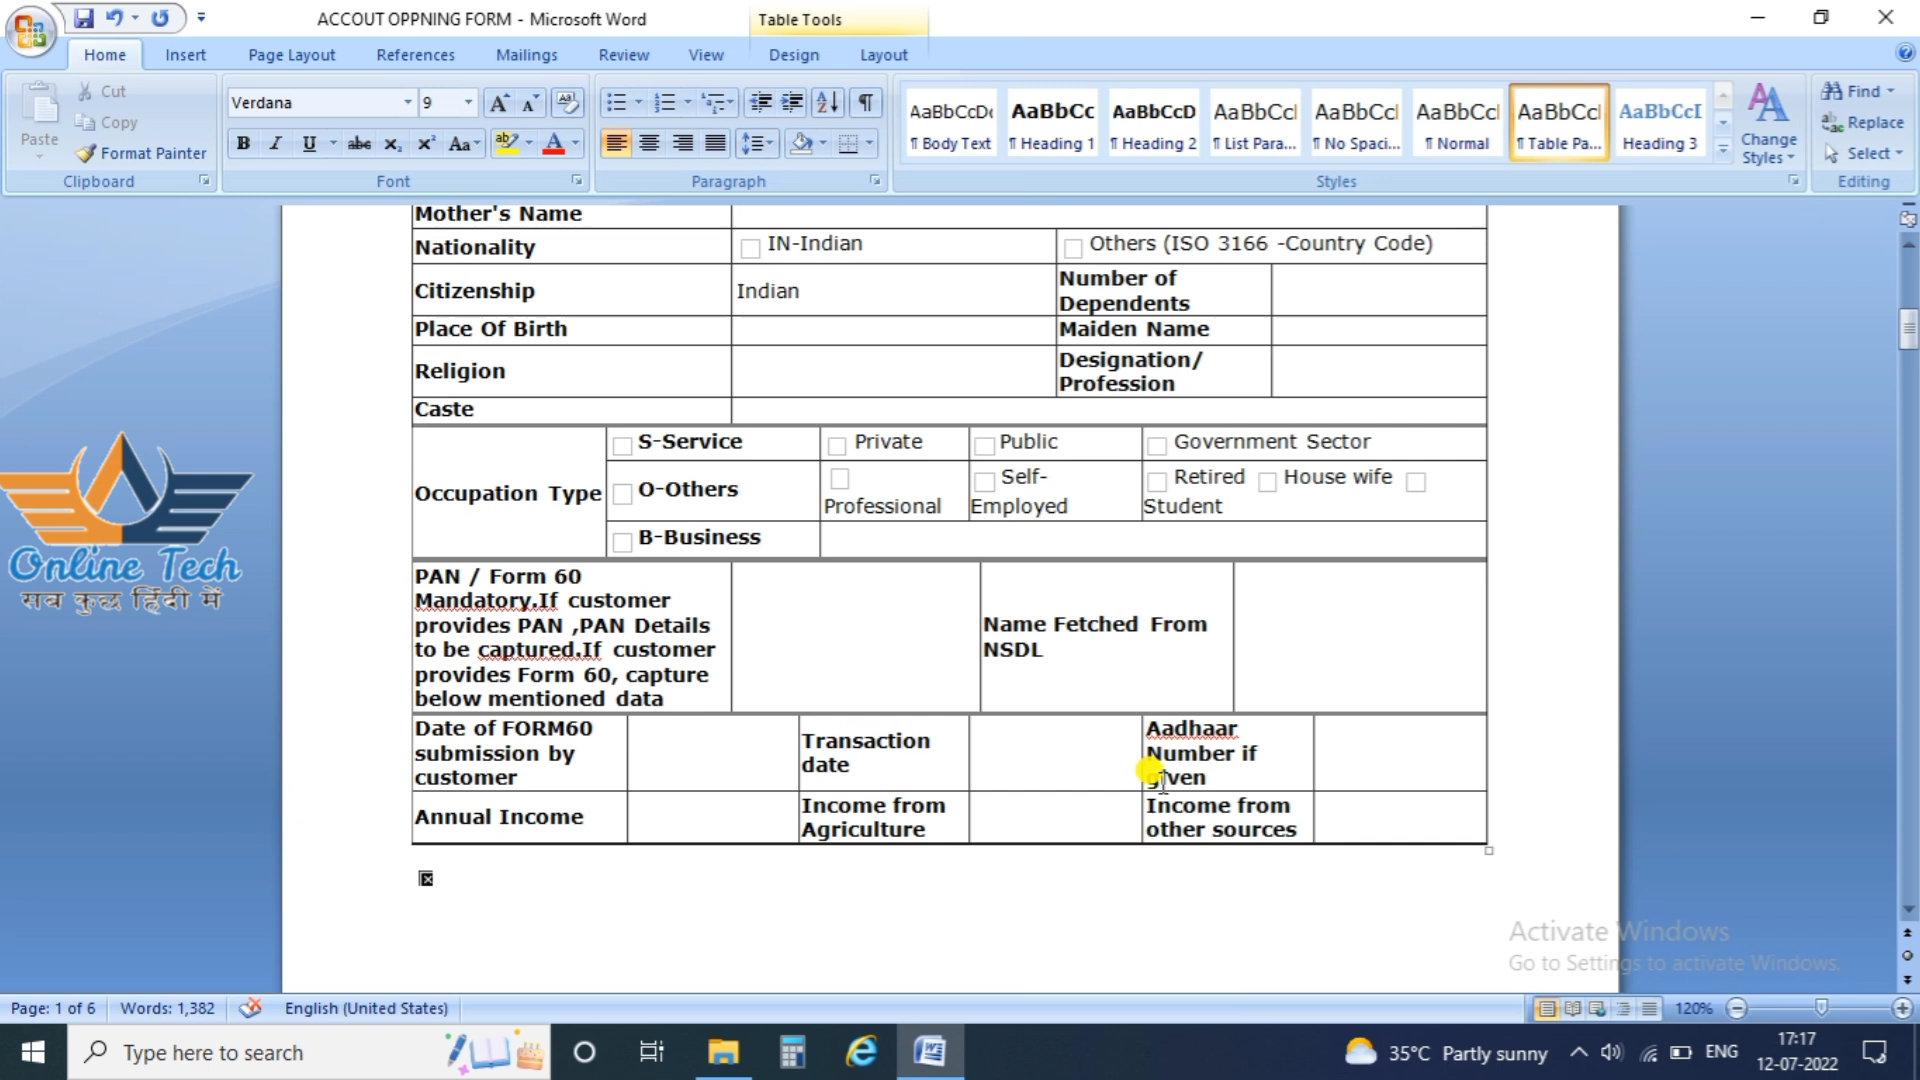 ACCOUT OPPNING FORM - Microsoft Word
Table Tools
Home Insert Page Layout References Mailings Review View Design Layout
Paste
Cut
Copy
Format Painter
Clipboard
Verdana 9
B I U abc X₂ X² Aa ab A
Font
Paragraph
AaBbCcDc AaBbCc AaBbCcD AaBbCcI AaBbCcI AaBbCcI AaBbCcI AaBbCcI
¶ Body Text ¶ Heading 1 ¶ Heading 2 ¶ List Para... ¶ No Spaci... ¶ Normal ¶ Table Pa... Heading 3
Styles
Change Styles
Find
Replace
Select
Editing
Mother's Name
Nationality IN-Indian Others (ISO 3166 -Country Code)
Citizenship Indian Number of
Dependents
Place Of Birth Maiden Name
Religion Designation/
Profession
Caste
Occupation Type
S-Service Private Public Government Sector
O-Others Professional Self-Employed Retired House wife Student
B-Business
PAN / Form 60
Mandatory.If customer
provides PAN ,PAN Details
to be captured.If customer
provides Form 60, capture
below mentioned data
Name Fetched From
NSDL
Date of FORM60
submission by
customer
Transaction
date
Aadhaar
Number if
given
Annual Income
Income from
Agriculture
Income from
other sources
Online Tech
सब कुछ हिंदी में
Activate Windows
Go to Settings to activate Windows.
Page: 1 of 6 Words: 1,382 English (United States) 120%
Type here to search
35°C Partly sunny ENG
17:17
12-07-2022